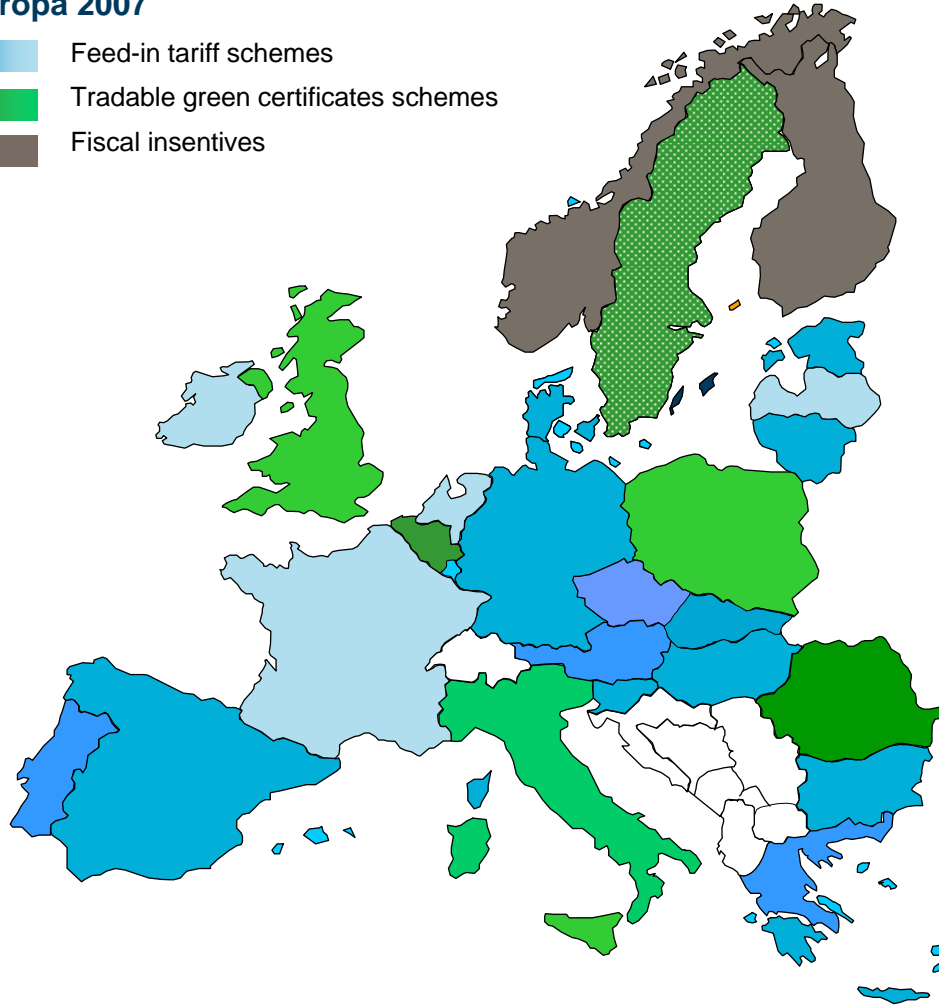 ropa 2007
Feed-in tariff schemes
Tradable green certificates schemes
Fiscal insentives